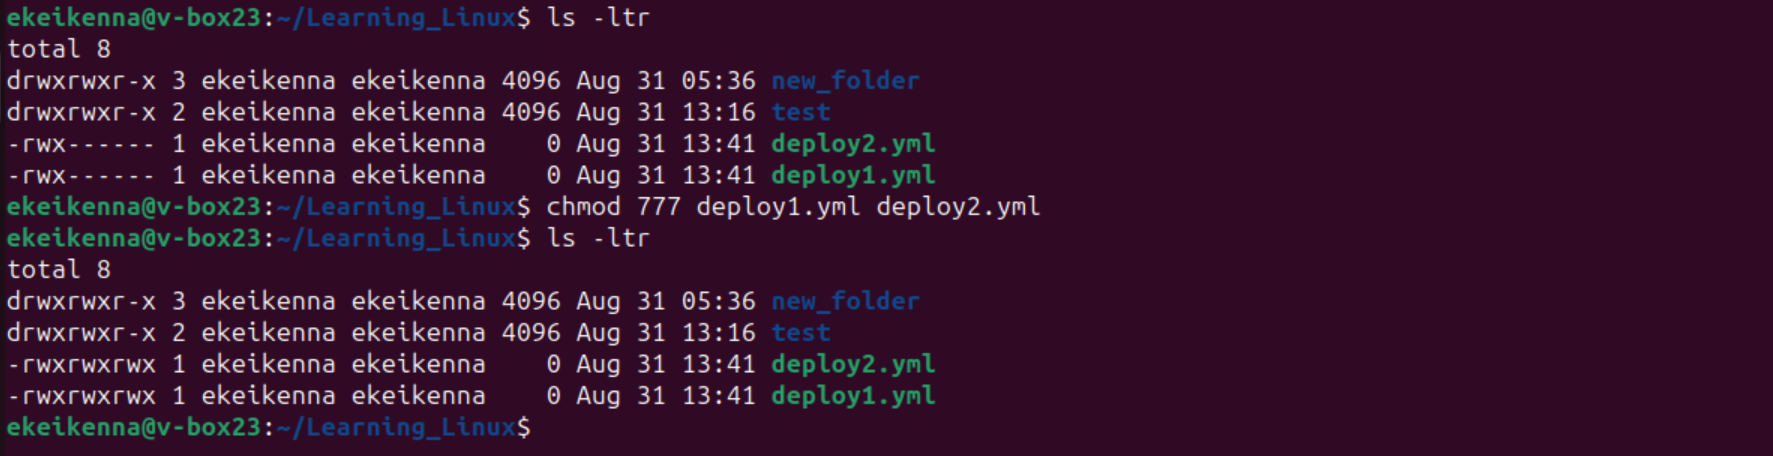 ekeikenna@v-box23:~/Learning_Linux$ ls -ltr
total 8
drwxrwxr-x 3 ekeikenna ekeikenna 4096 Aug 31 05:36 new_folder
drwxrwxr-x 2 ekeikenna ekeikenna 4096 Aug 31 13:16 test
-rwx------ 1 ekeikenna ekeikenna    0 Aug 31 13:41 deploy2.yml
-rwx------ 1 ekeikenna ekeikenna    0 Aug 31 13:41 deploy1.yml
ekeikenna@v-box23:~/Learning_Linux$ chmod 777 deploy1.yml deploy2.yml
ekeikenna@v-box23:~/Learning_Linux$ ls -ltr
total 8
drwxrwxr-x 3 ekeikenna ekeikenna 4096 Aug 31 05:36 new_folder
drwxrwxr-x 2 ekeikenna ekeikenna 4096 Aug 31 13:16 test
-rwxrwxrwx 1 ekeikenna ekeikenna    0 Aug 31 13:41 deploy2.yml
-rwxrwxrwx 1 ekeikenna ekeikenna    0 Aug 31 13:41 deploy1.yml
ekeikenna@v-box23:~/Learning_Linux$